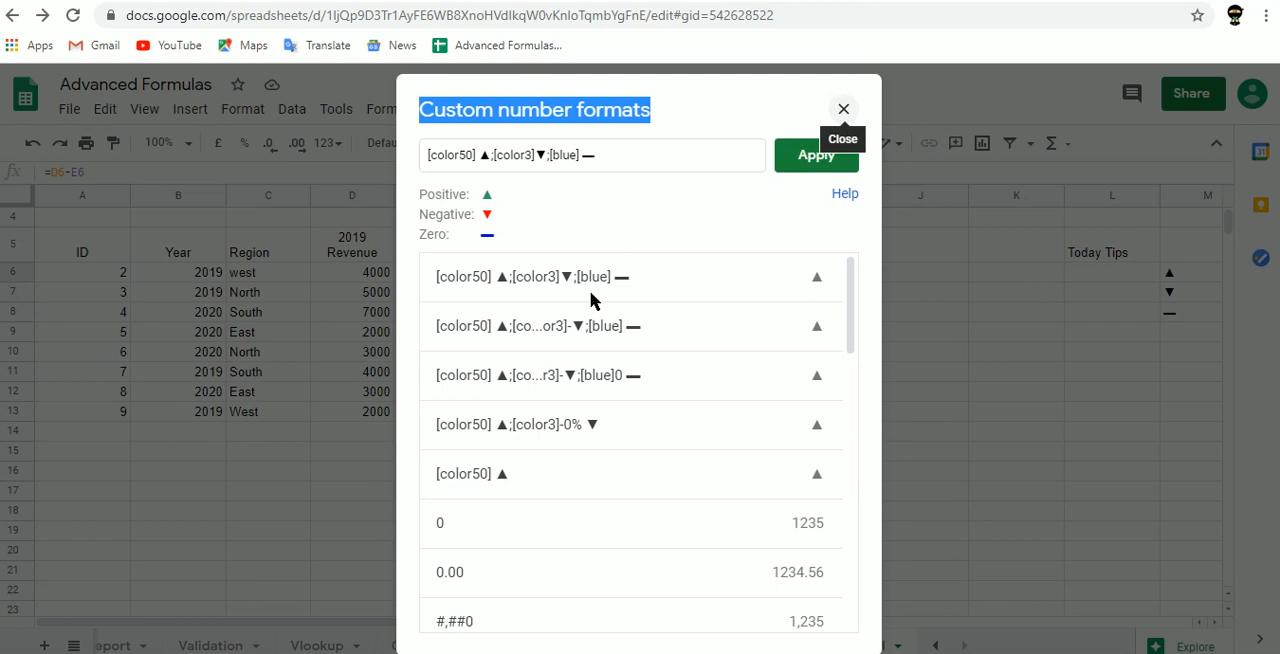 docs.google.com/spreadsheets/d/1ljQp9D3Tr1AyFE6WB8XnoHVdlkqW0vKnIoTqmbYgFnE/edit#gid=542628522
Apps Gmail YouTube Maps Translate News Advanced Formulas...
Advanced Formulas
File Edit View Insert Format Data Tools Form
Share
100% £ % .0 .00 123 Defau
Σ
fx =D6-E6
A B C D J K L M
4
5 ID Year Region 2019 Revenue Today Tips
6 2 2019 west 4000 ▲
7 3 2019 North 5000 ▼
8 4 2020 South 7000 —
9 5 2020 East 2000
10 6 2020 North 3000
11 7 2019 South 4000
12 8 2020 East 3000
13 9 2019 West 2000
14
15
16
17
18
19
20
21
22
23
Custom number formats
Close
[color50] ▲;[color3]▼;[blue] ▬
Apply
Positive: ▲
Help
Negative: ▼
Zero: ▬
[color50] ▲;[color3]▼;[blue] ▬ ▲
[color50] ▲;[co...or3]-▼;[blue] ▬ ▲
[color50] ▲;[co...r3]-▼;[blue]0 ▬ ▲
[color50] ▲;[color3]-0% ▼ ▲
[color50] ▲ ▲
0 1235
0.00 1234.56
#,##0 1,235
eport Validation Vlookup
Explore